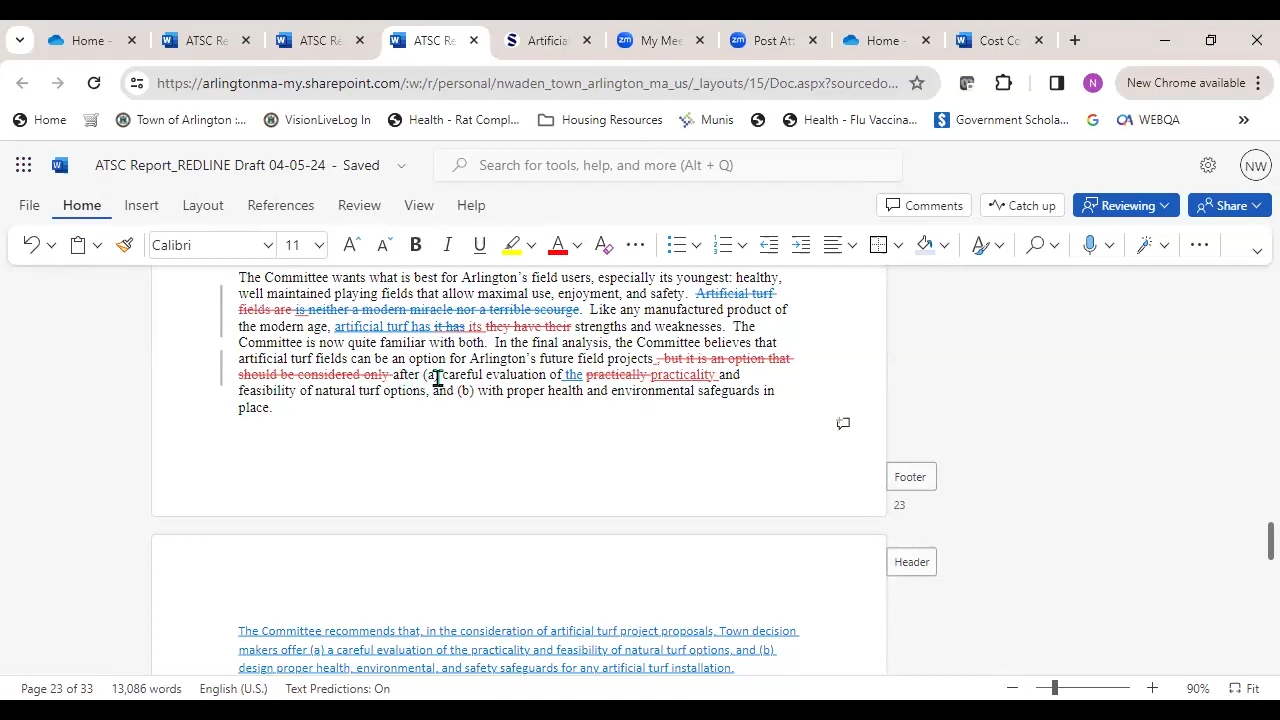 Home -
ATSC Re
ATSC Re
ATSC Re
Artificial
My Mee
Post Att
Home -
Cost Co
https://arlingtonma-my.sharepoint.com/:w:/r/personal/nwaden_town_arlington_ma_us/_layouts/15/Doc.aspx?sourcedo...
N
New Chrome available
Home
Town of Arlington :...
VisionLiveLog In
Health - Rat Compl...
Housing Resources
Munis
Health - Flu Vaccina...
Government Schola...
WEBQA
ATSC Report_REDLINE Draft 04-05-24 - Saved
Search for tools, help, and more (Alt + Q)
NW
File Home Insert Layout References Review View Help
Comments
Catch up
Reviewing
Share
Calibri
11
The Committee wants what is best for Arlington's field users, especially its youngest: healthy,
well maintained playing fields that allow maximal use, enjoyment, and safety. Artificial turf
fields are is neither a modern miracle nor a terrible scourge. Like any manufactured product of
the modern age, artificial turf has it has its they have their strengths and weaknesses. The
Committee is now quite familiar with both. In the final analysis, the Committee believes that
artificial turf fields can be an option for Arlington's future field projects , but it is an option that
should be considered only after (a) careful evaluation of the practically practicality and
feasibility of natural turf options, and (b) with proper health and environmental safeguards in
place.
Footer
23
Header
The Committee recommends that, in the consideration of artificial turf project proposals, Town decision
makers offer (a) a careful evaluation of the practicality and feasibility of natural turf options, and (b)
design proper health, environmental, and safety safeguards for any artificial turf installation.
Page 23 of 33
13,086 words
English (U.S.)
Text Predictions: On
90%
Fit